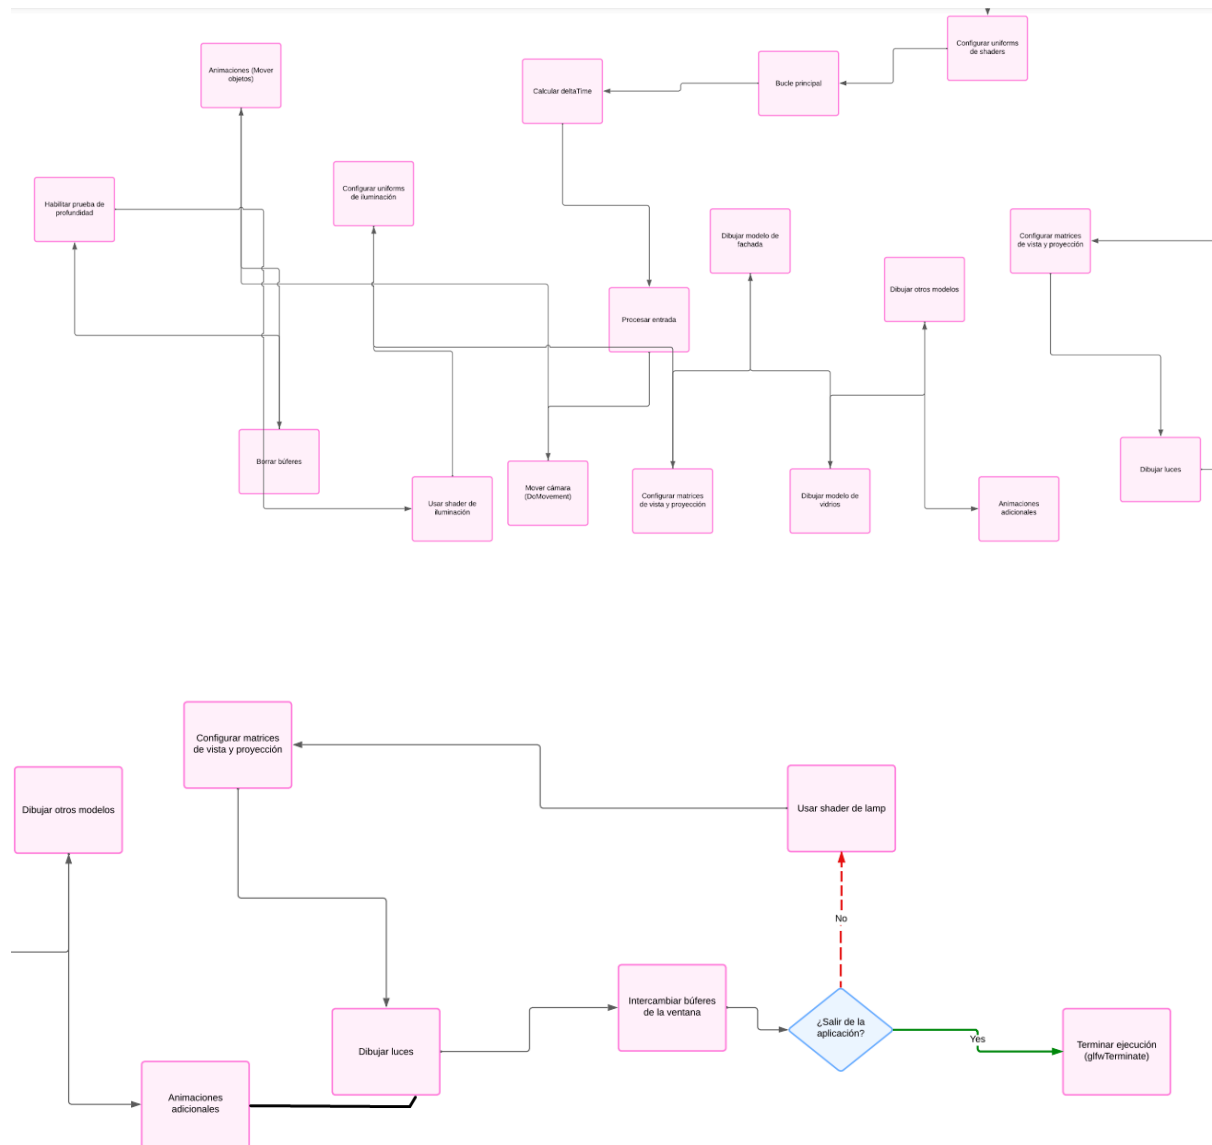 Configurar uniforms
de shaders
Animaciones (Mover
objetos)
Bucle principal
Calcular deltaTime
Configurar uniforms
de iluminación
Habilitar prueba de
profundidad
Dibujar modelo de
fachada
Configurar matrices
de vista y proyección
Dibujar otros modelos
Procesar entrada
Borrar búferes
Dibujar luces
Mover cámara
(DoMovement)
Usar shader de
iluminación
Configurar matrices
de vista y proyección
Dibujar modelo de
vidrios
Animaciones
adicionales
Configurar matrices
de vista y proyección
Dibujar otros modelos
Usar shader de lamp
No
Intercambiar búferes
de la ventana
¿Salir de la
aplicación?
Yes
Dibujar luces
Terminar ejecución
(glfwTerminate)
Animaciones
adicionales